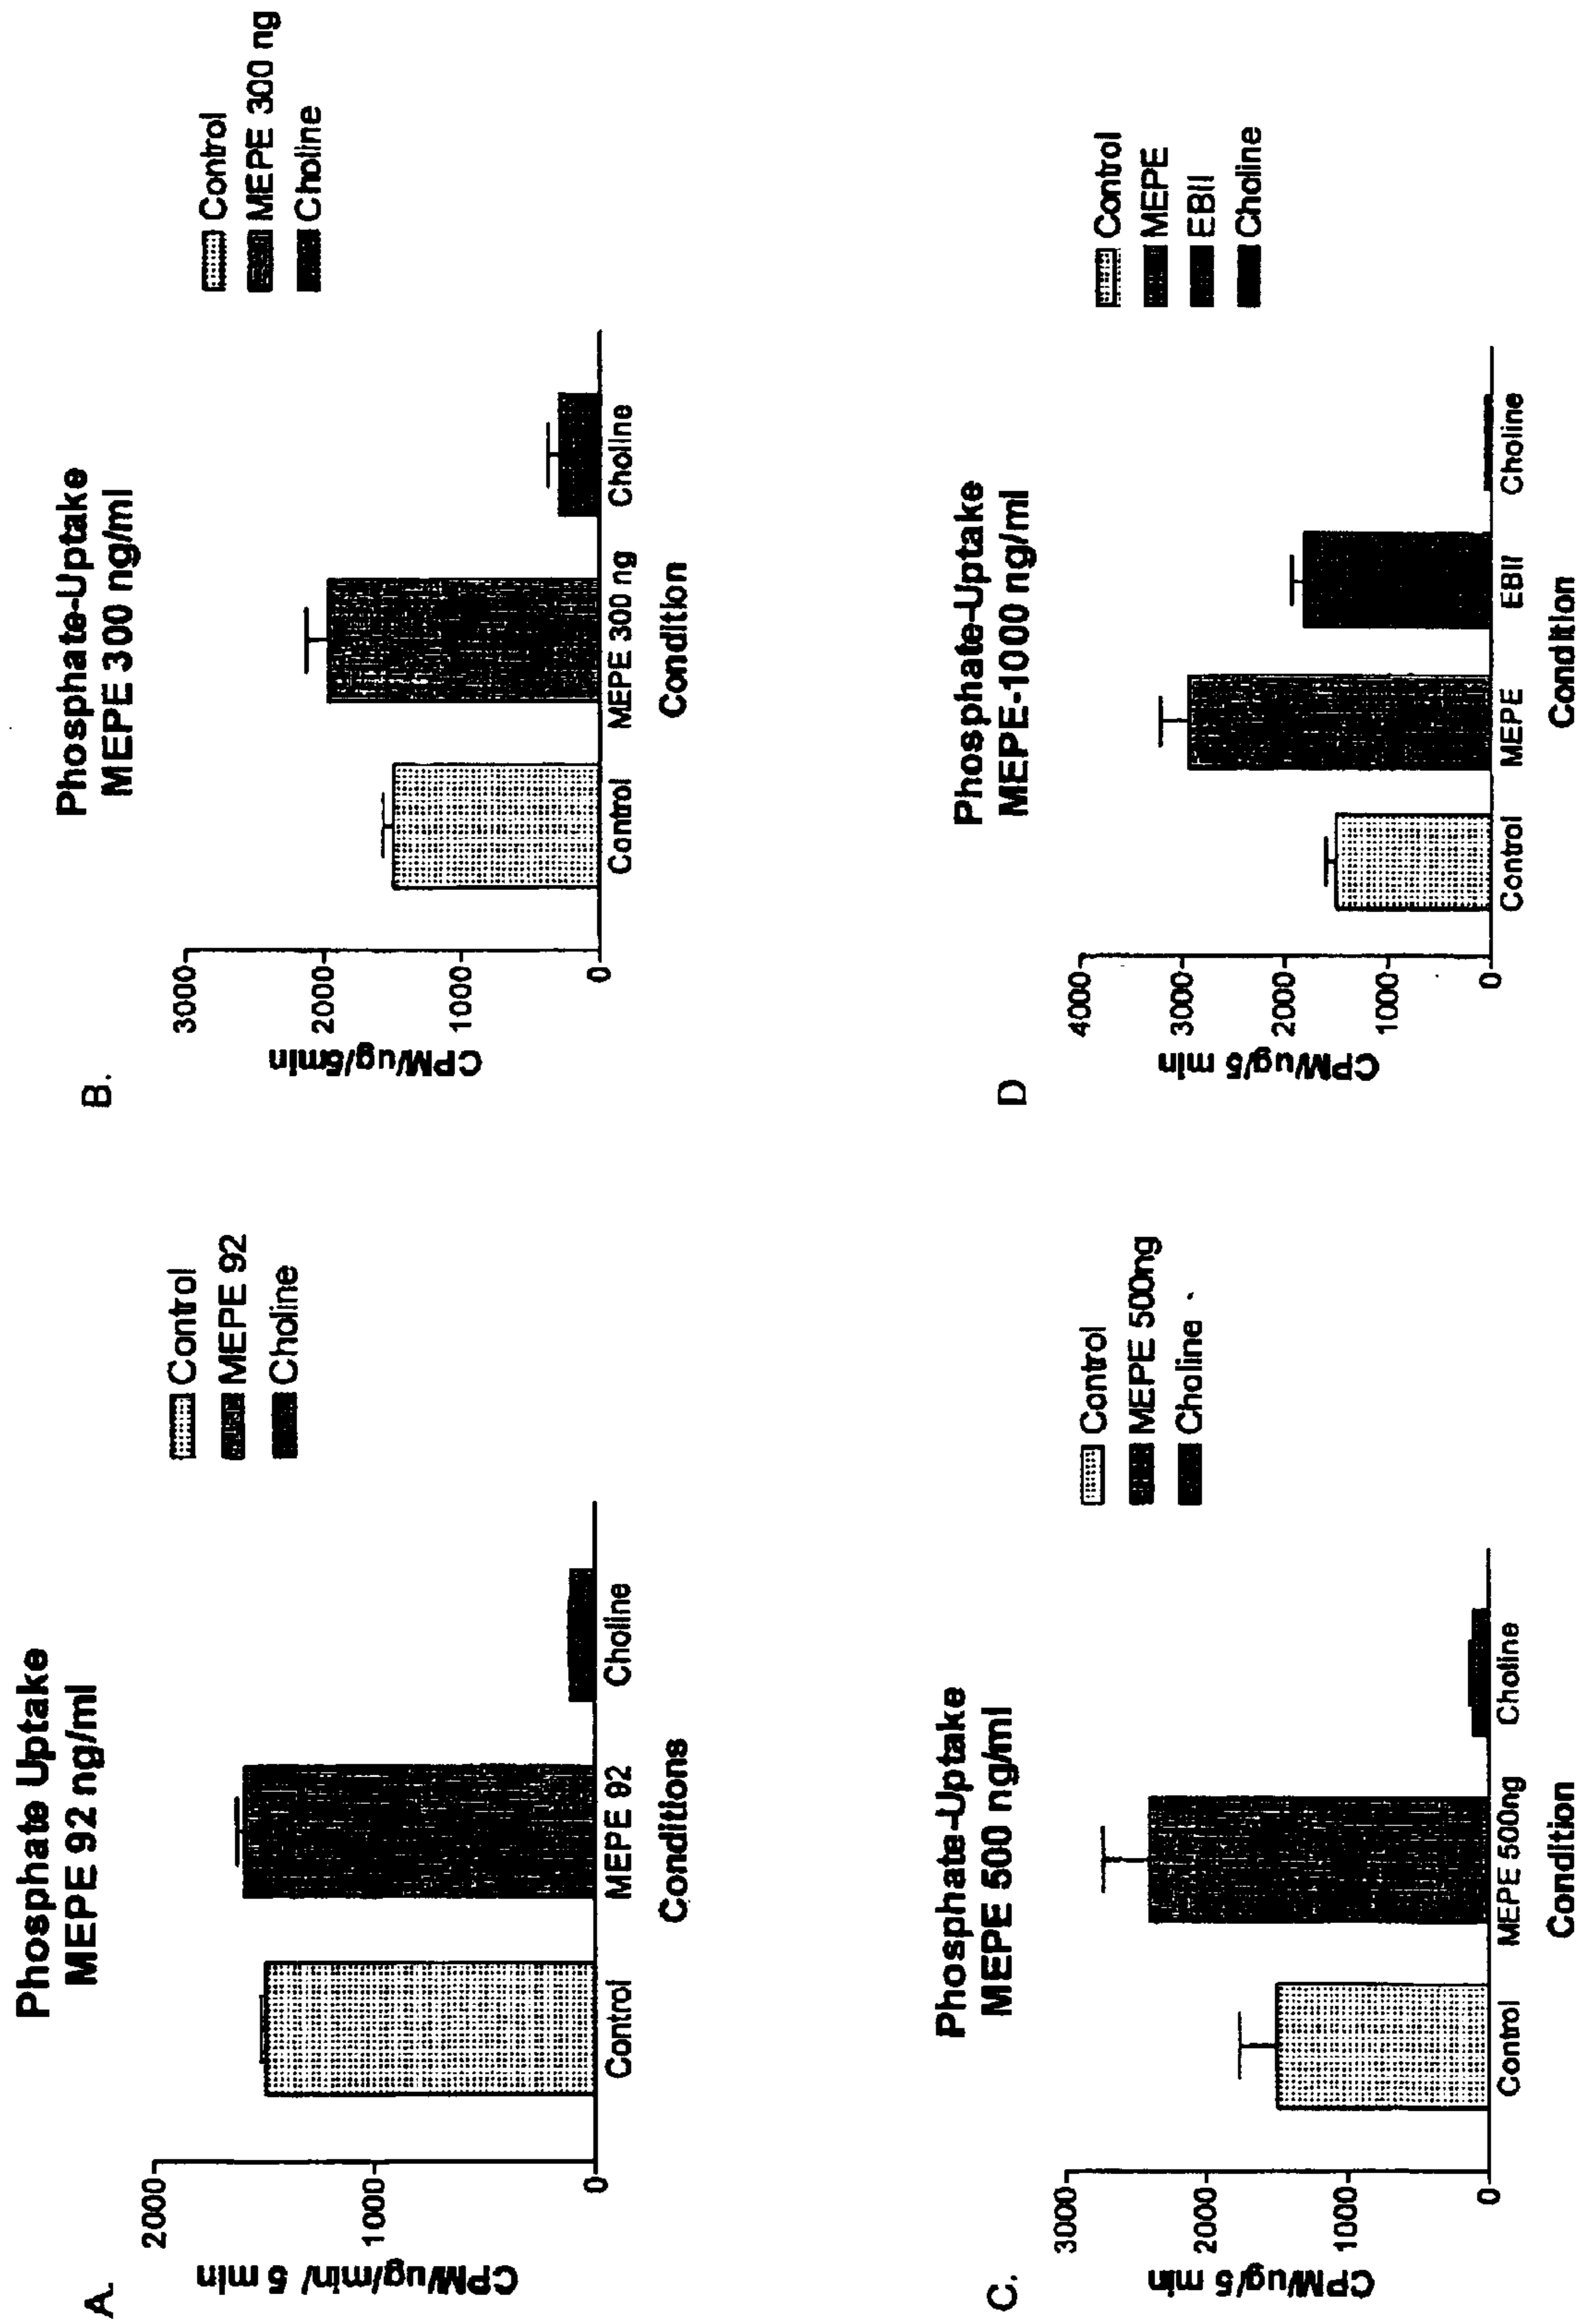 A.
Phosphate Uptake
MEPE 92 ng/ml
CPM/ug/min/ 5 min
2000
1000
0
Control
MEPE 92
Choline
Conditions
Control
MEPE 92
Choline
B.
Phosphate-Uptake
MEPE 300 ng/ml
CPM/ug/5min
3000
2000
1000
0
Control
MEPE 300 ng
Choline
Condition
Control
MEPE 300 ng
Choline
C.
Phosphate-Uptake
MEPE 500 ng/ml
CPM/ug/5 min
3000
2000
1000
0
Control
MEPE 500ng
Choline
Condition
Control
MEPE 500ng
Choline
D
Phosphate-Uptake
MEPE-1000 ng/ml
CPM/ug/5 min
4000
3000
2000
1000
0
Control
MEPE
EBII
Choline
Condition
Control
MEPE
EBII
Choline